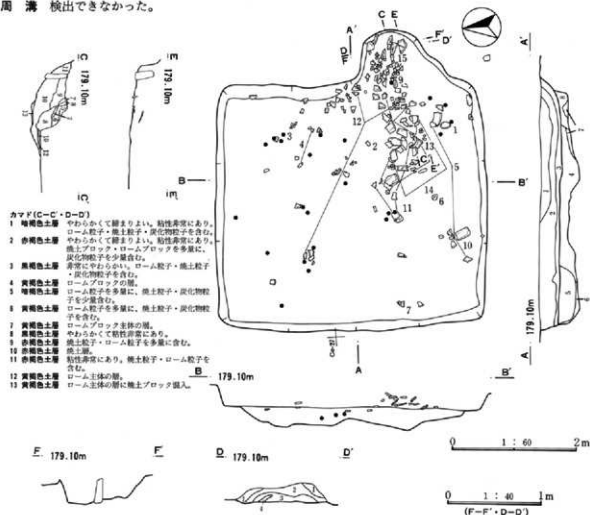 周 溝 検出できなかった。
カマド(C-C'・D-D')
1 暗褐色土層 やわらかくて締まりよい。粘性非常にあり。
ローム粒子・焼土粒子・炭化物粒子を含む。
2 赤褐色土層 やわらかくて締まりよい。粘性非常にあり。
焼土ブロック・ロームブロックを多量に、
炭化物粒子を少量含む。
3 黒褐色土層 非常にやわらかい。ローム粒子・焼土粒子
・炭化物粒子を含む。
4 黄褐色土層 ロームブロックの層。
5 暗褐色土層 ローム粒子を多量に、焼土粒子・炭化物粒
子を少量含む。
6 黄褐色土層 ローム粒子を多量に、焼土粒子・炭化物粒
子を含む。
7 黄褐色土層 ロームブロック主体の層。
8 黒褐色土層 やわらかくて粘性非常にあり。
9 赤褐色土層 焼土粒子・ローム粒子を多量に含む。
10 赤褐色土層 焼土層。
11 赤褐色土層 粘性非常にあり。焼土粒子・ローム粒子を
含む。
12 黄褐色土層 ローム主体の層。
13 黄褐色土層 ローム主体の層に焼土ブロック混入。
C 179.10m C'
E 179.10m E'
A' C E F' D'
D
15
12
3 4 2 13 1
C' E' 5
14 6
11
10
7
B B'
A
A' 179.10m A
B 179.10m B'
F 179.10m F'
D 179.10m D'
0 1:60 2m
0 1:40 1m
(F-F'・D-D')